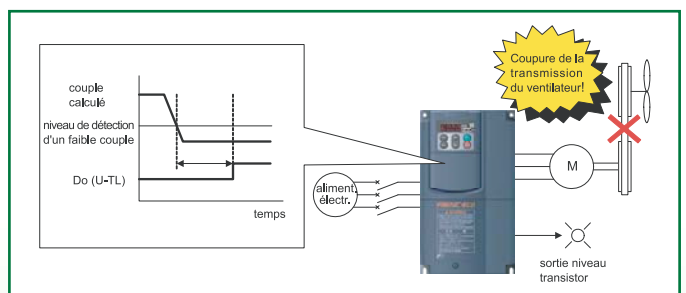 couple
calculé
niveau de détection
d'un faible couple
Do (U-TL)
temps
aliment.
électr.
Coupure de la
transmission
du ventilateur!
M
sortie niveau
transistor